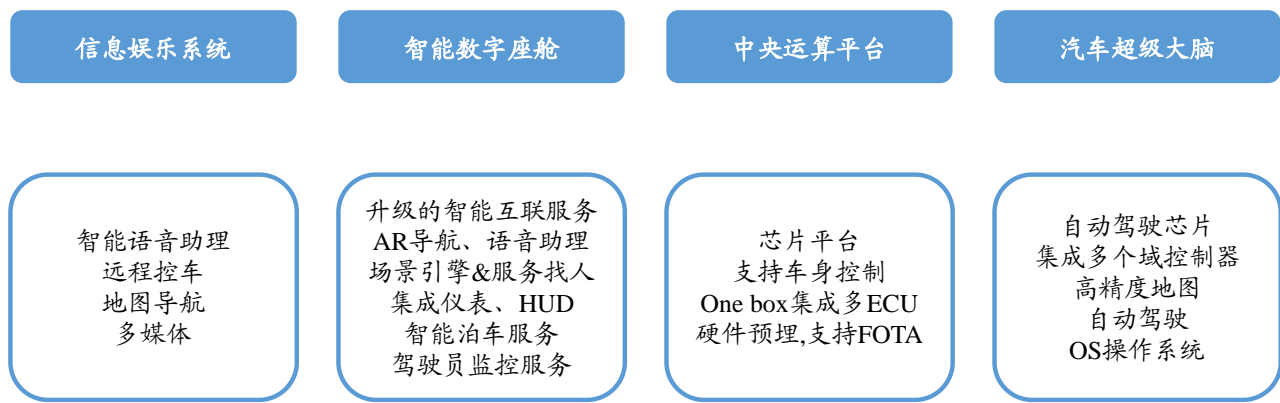 信息娱乐系统
智能数字座舱
中央运算平台
汽车超级大脑
智能语音助理
远程控车
地图导航
多媒体
升级的智能互联服务
AR导航、语音助理
场景引擎&服务找人
集成仪表、HUD
智能泊车服务
驾驶员监控服务
芯片平台
支持车身控制
One box集成多ECU
硬件预埋,支持FOTA
自动驾驶芯片
集成多个域控制器
高精度地图
自动驾驶
OS操作系统